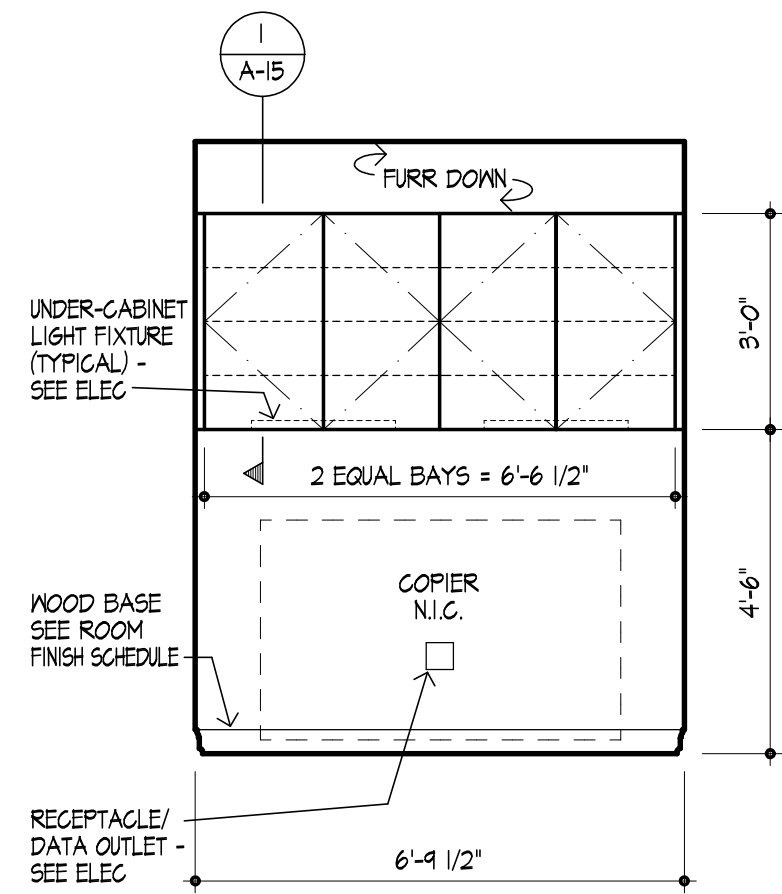 1
A-15
FURR DOWN
UNDER-CABINET
LIGHT FIXTURE
(TYPICAL) -
SEE ELEC
3'-0"
2 EQUAL BAYS = 6'-6 1/2"
COPIER
N.I.C.
4'-6"
WOOD BASE
SEE ROOM
FINISH SCHEDULE
RECEPTACLE/
DATA OUTLET -
SEE ELEC
6'-9 1/2"